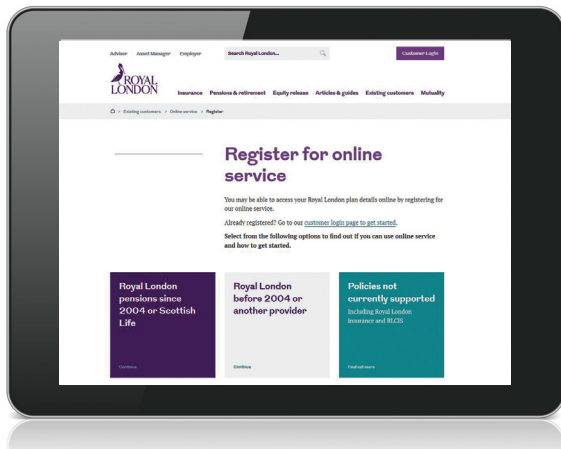 Adviser Asset Manager Employer
Search Royal London...
Customer Login
ROYAL
LONDON
Insurance Pensions & retirement Equity release Articles & guides Existing customers Mutuality
> Existing customers > Online service > Register
Register for online
service
You may be able to access your Royal London plan details online by registering for
our online service.
Already registered? Go to our customer login page to get started.
Select from the following options to find out if you can use online service
and how to get started.
Royal London
pensions since
2004 or Scottish
Life
Continue
Royal London
before 2004 or
another provider
Continue
Policies not
currently supported
Including Royal London
insurance and RLCIS
Find out more